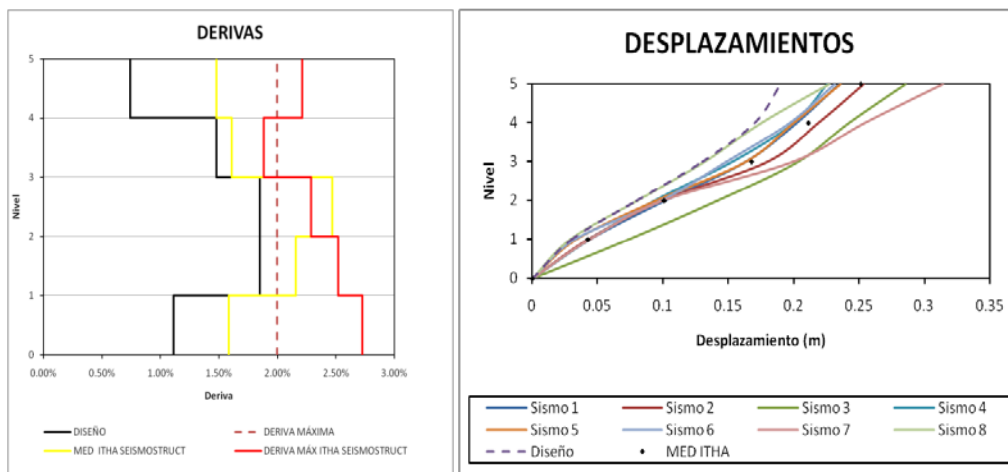 DERIVAS
Nivel
5
4
3
2
1
0
0.00% 0.50% 1.00% 1.50% 2.00% 2.50% 3.00%
Deriva
DISEÑO DERIVA MÁXIMA
MED ITHA SEISMOSTRUCT DERIVA MÁX ITHA SEISMOSTRUCT
DESPLAZAMIENTOS
Nivel
5
4
3
2
1
0
0 0.05 0.1 0.15 0.2 0.25 0.3 0.35
Desplazamiento (m)
Sismo 1 Sismo 2 Sismo 3 Sismo 4
Sismo 5 Sismo 6 Sismo 7 Sismo 8
Diseño MED ITHA